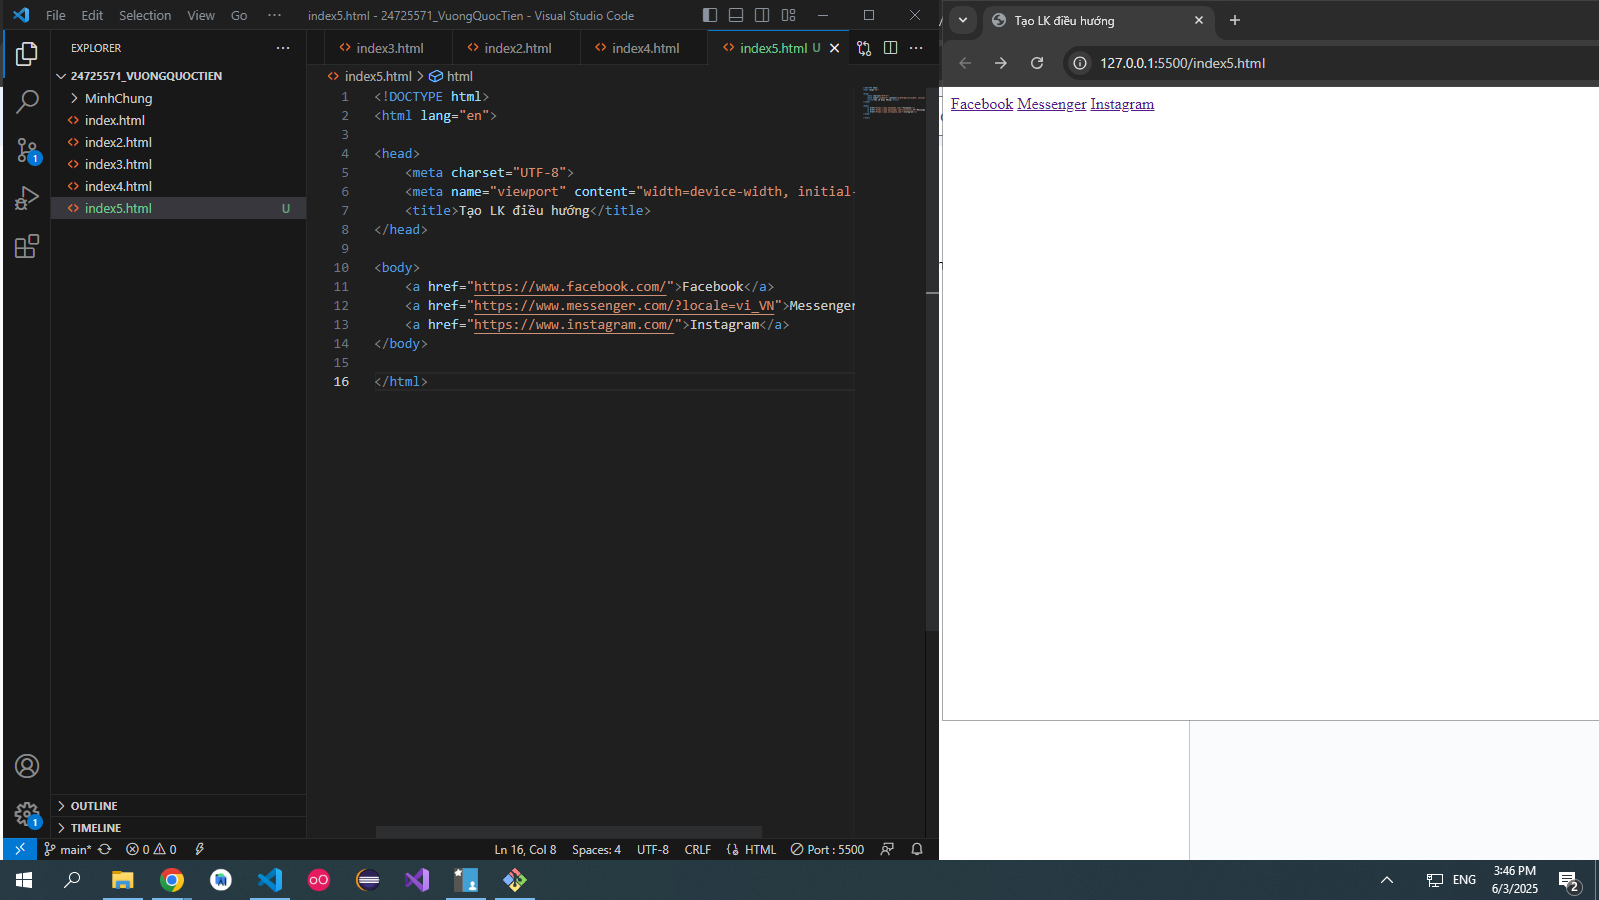 File Edit Selection View Go ··· index5.html - 24725571_VuongQuocTien - Visual Studio Code
EXPLORER ···
24725571_VUONGQUOCTIEN
MinhChung
index.html
index2.html
index3.html
index4.html
index5.html U
OUTLINE
TIMELINE
index3.html index2.html index4.html index5.html U
index5.html > html
1 <!DOCTYPE html>
2 <html lang="en">
3
4 <head>
5 <meta charset="UTF-8">
6 <meta name="viewport" content="width=device-width, initial-
7 <title>Tạo LK điều hướng</title>
8 </head>
9
10 <body>
11 <a href="https://www.facebook.com/">Facebook</a>
12 <a href="https://www.messenger.com/?locale=vi_VN">Messenger
13 <a href="https://www.instagram.com/">Instagram</a>
14 </body>
15
16 </html>
1
1
main* 0 0 Ln 16, Col 8 Spaces: 4 UTF-8 CRLF HTML Port : 5500
Tạo LK điều hướng
127.0.0.1:5500/index5.html
Facebook Messenger Instagram
ENG
3:46 PM
6/3/2025
2